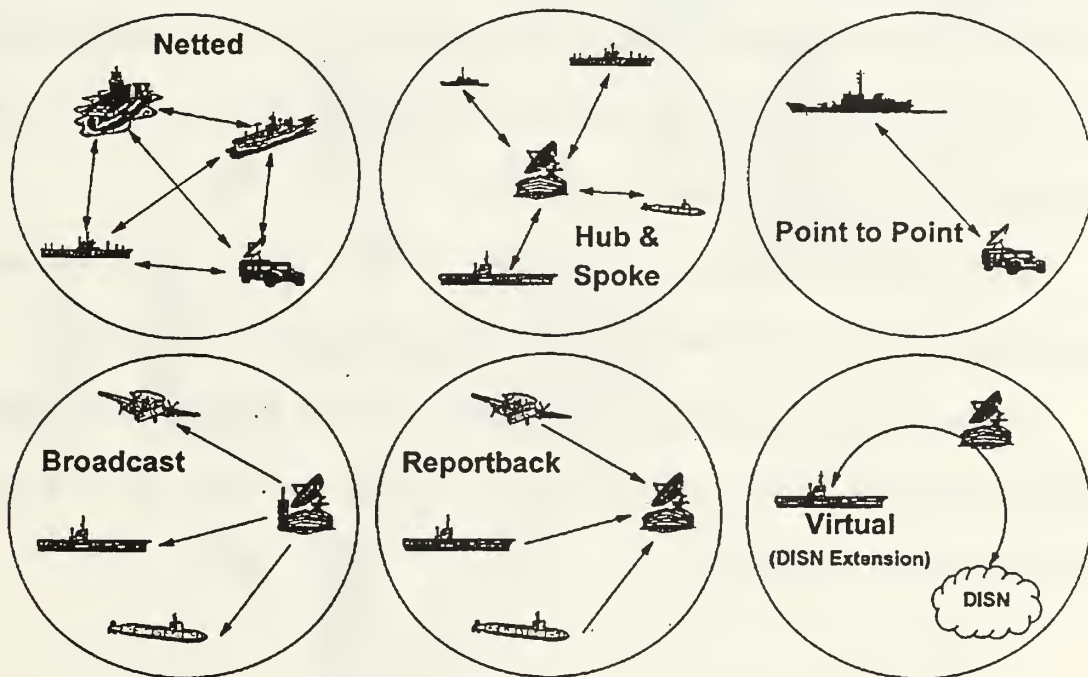 Netted
Hub &
Spoke
Point to Point
Broadcast
Reportback
Virtual
(DISN Extension)
DISN